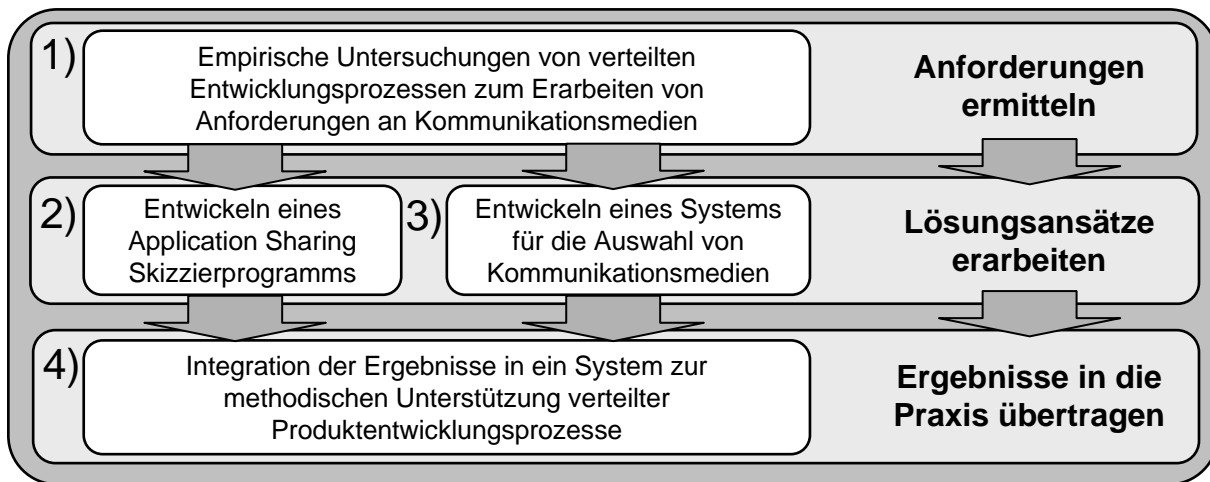 1)
Empirische Untersuchungen von verteilten
Entwicklungsprozessen zum Erarbeiten von
Anforderungen an Kommunikationsmedien
Anforderungen
ermitteln
2)
Entwickeln eines
Application Sharing
Skizzierprogramms
3)
Entwickeln eines Systems
für die Auswahl von
Kommunikationsmedien
Lösungsansätze
erarbeiten
4)
Integration der Ergebnisse in ein System zur
methodischen Unterstützung verteilter
Produktentwicklungsprozesse
Ergebnisse in die
Praxis übertragen